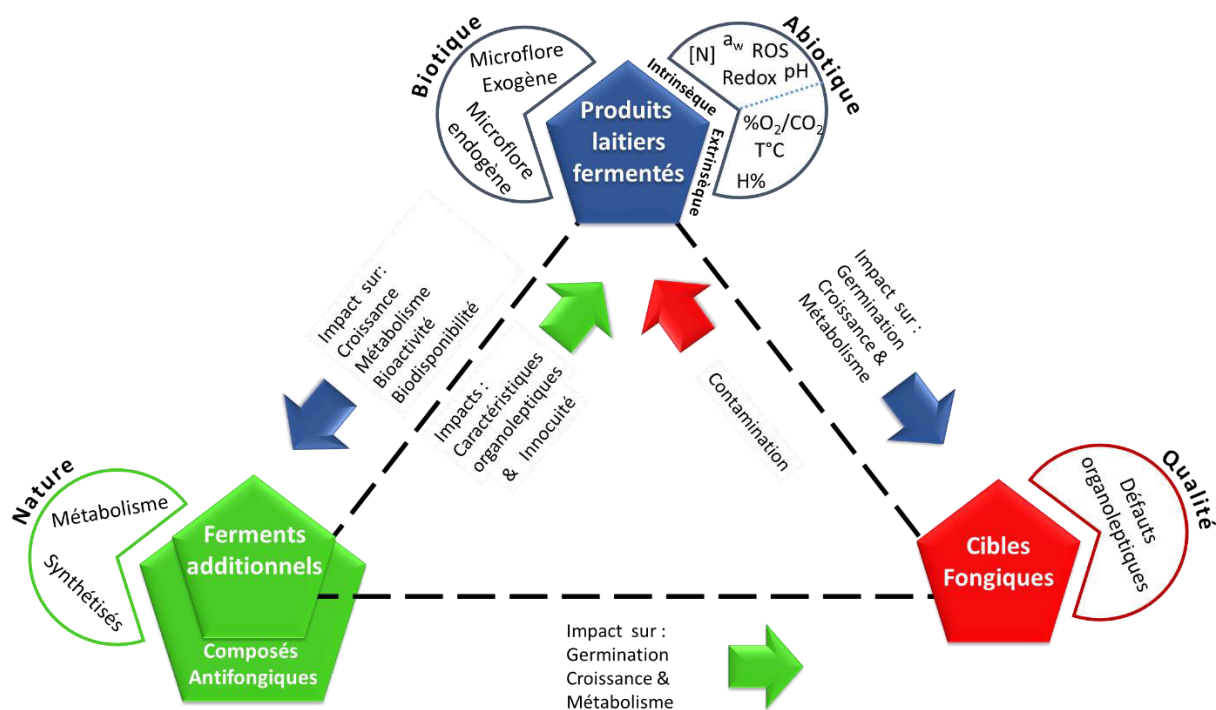 Biotique
Microflore
Exogène
Microflore
endogène
Produits
laitiers
fermentés
Intrinsèque
Extrinsèque
Abiotique
[N] a_w ROS
Redox pH
%O₂/CO₂
T°C
H%
Impact sur:
Croissance
Métabolisme
Bioactivité
Biodisponibilité
Impacts :
Caractéristiques
organoleptiques
& Innocuité
Contamination
Impact sur :
Germination
Croissance &
Métabolisme
Nature
Métabolisme
Synthétisés
Ferments
additionnels
Composés
Antifongiques
Cibles
Fongiques
Qualité
Défauts
organoleptiques
Impact sur :
Germination
Croissance &
Métabolisme